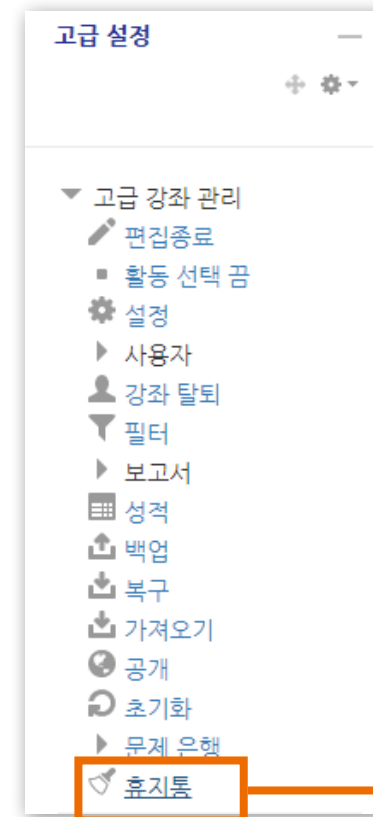 고급 설정
고급 강좌 관리
편집종료
활동 선택 끔
설정
사용자
강좌 탈퇴
필터
보고서
성적
백업
복구
가져오기
공개
초기화
문제 은행
휴지통